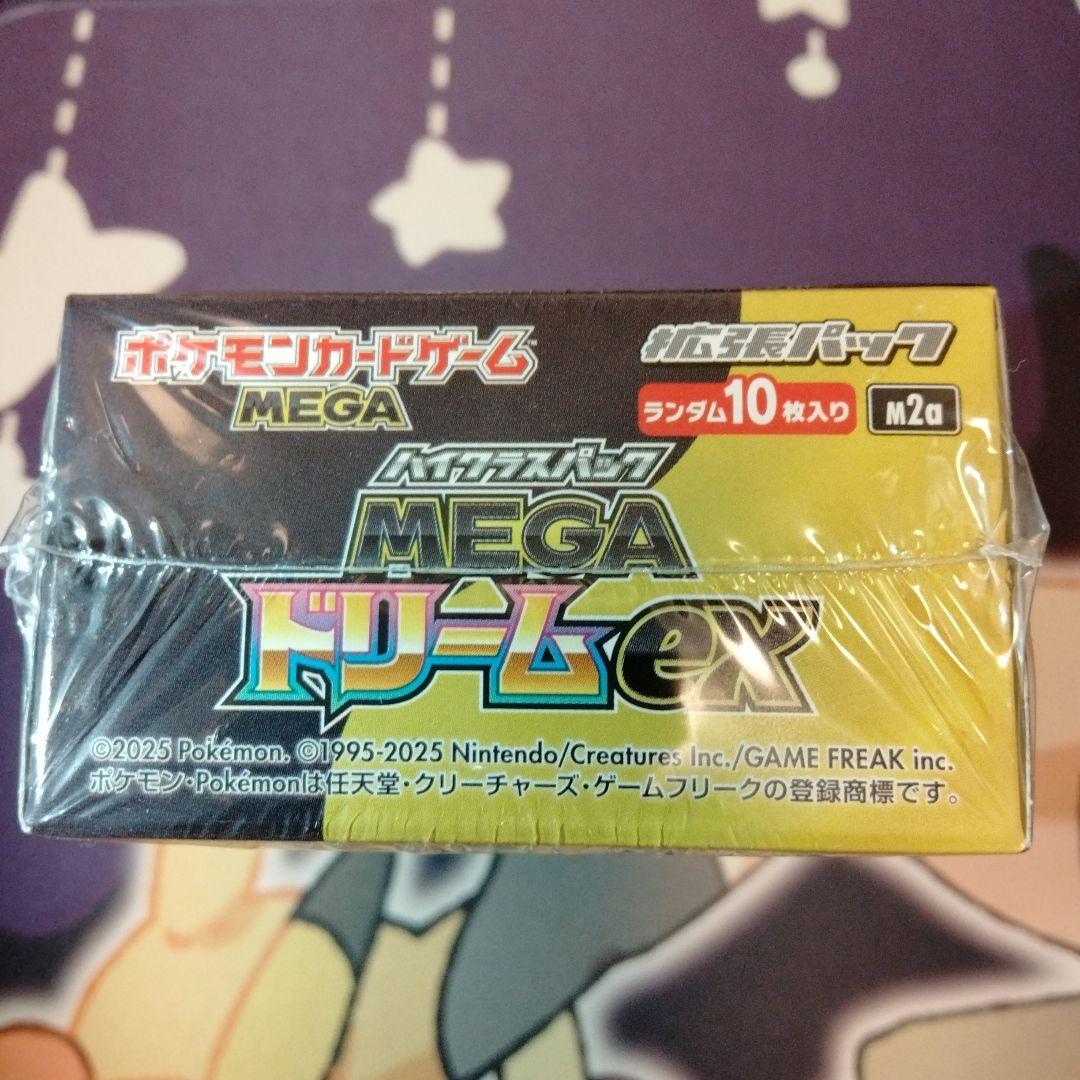 ポケモンカードゲーム™
MEGA
拡張パック
ランダム10枚入り
M2a
ハイクラスパック
MEGA
ドリームex
©2025 Pokémon. ©1995-2025 Nintendo/Creatures Inc./GAME FREAK inc.
ポケモン・Pokémonは任天堂・クリーチャーズ・ゲームフリークの登録商標です。